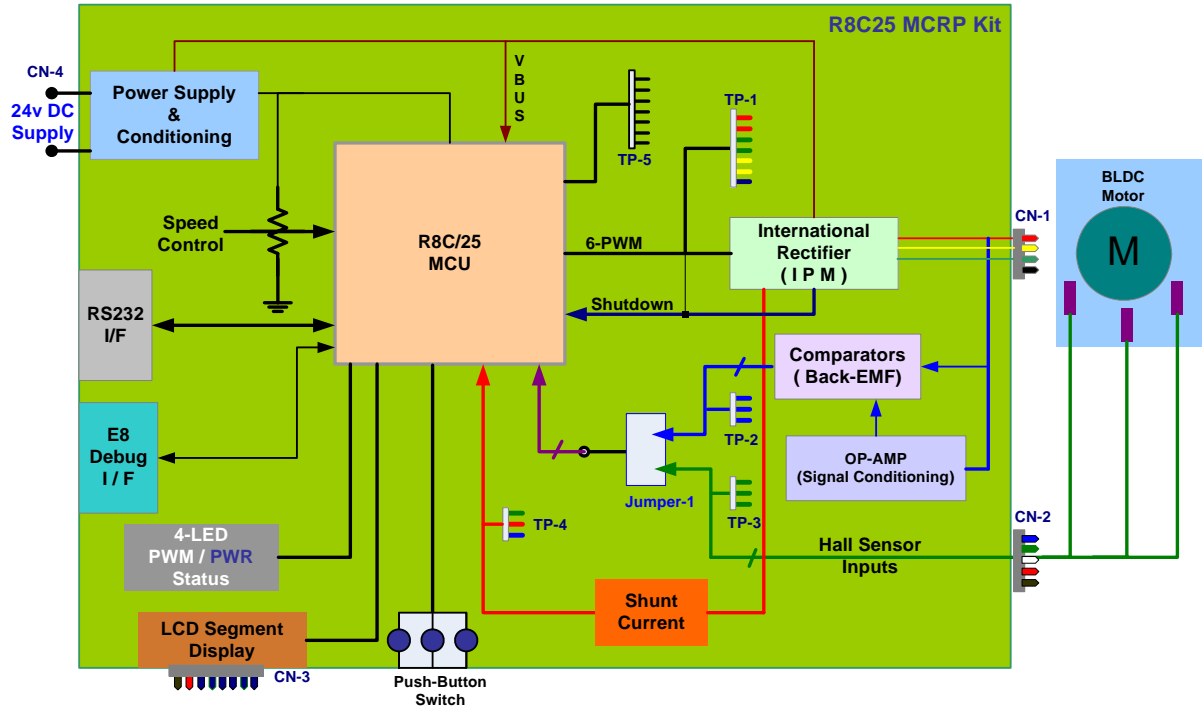 R8C25 MCRP Kit
CN-4
24v DC
Supply
Power Supply
&
Conditioning
V
B
U
S
TP-5
TP-1
BLDC
Motor
M
CN-1
Speed
Control
R8C/25
MCU
6-PWM
International
Rectifier
( I P M )
Shutdown
RS232
I/F
Comparators
( Back-EMF)
TP-2
E8
Debug
I / F
OP-AMP
(Signal Conditioning)
Jumper-1
TP-3
TP-4
CN-2
4-LED
PWM / PWR
Status
Hall Sensor
Inputs
Shunt
Current
LCD Segment
Display
CN-3
Push-Button
Switch